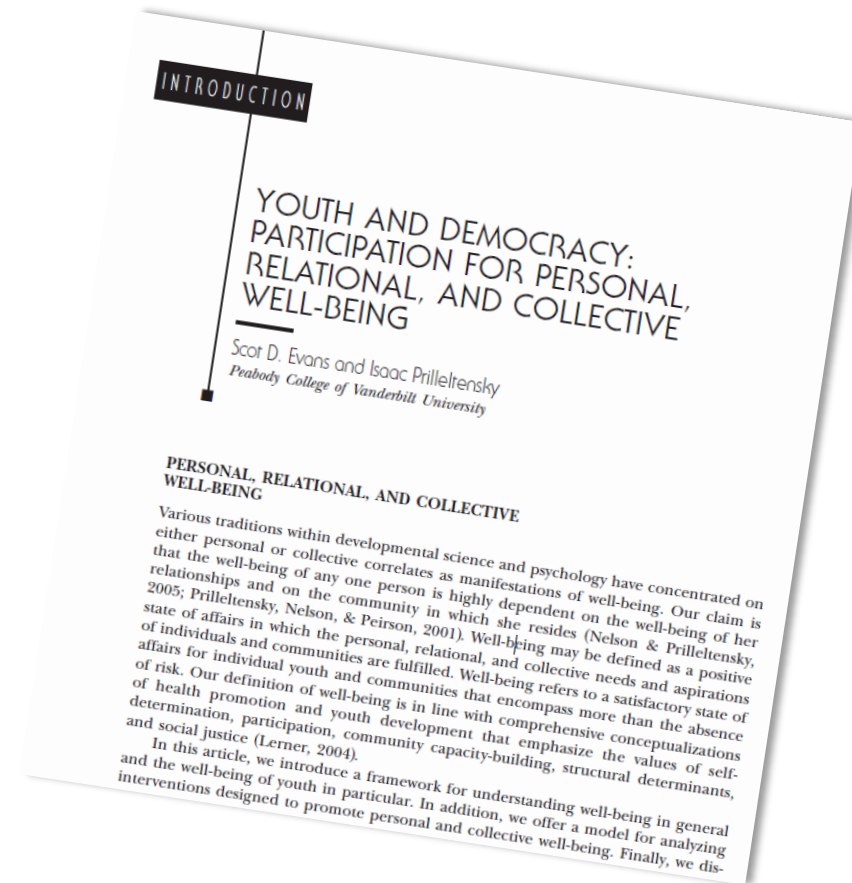 INTRODUCTION
YOUTH AND DEMOCRACY:
PARTICIPATION FOR PERSONAL,
RELATIONAL, AND COLLECTIVE
WELL-BEING
Scot D. Evans and Isaac Prilleltensky
Peabody College of Vanderbilt University
PERSONAL, RELATIONAL, AND COLLECTIVE
WELL-BEING
Various traditions within developmental science and psychology have concentrated on
either personal or collective correlates as manifestations of well-being. Our claim is
that the well-being of any one person is highly dependent on the well-being of her
relationships and on the community in which she resides (Nelson & Prilleltensky,
2005; Prilleltensky, Nelson, & Peirson, 2001). Well-being may be defined as a positive
state of affairs in which the personal, relational, and collective needs and aspirations
of individuals and communities are fulfilled. Well-being refers to a satisfactory state of
affairs for individual youth and communities that encompass more than the absence
of risk. Our definition of well-being is in line with comprehensive conceptualizations
of health promotion and youth development that emphasize the values of self-
determination, participation, community capacity-building, structural determinants,
and social justice (Lerner, 2004).
In this article, we introduce a framework for understanding well-being in general
and the well-being of youth in particular. In addition, we offer a model for analyzing
interventions designed to promote personal and collective well-being. Finally, we dis-